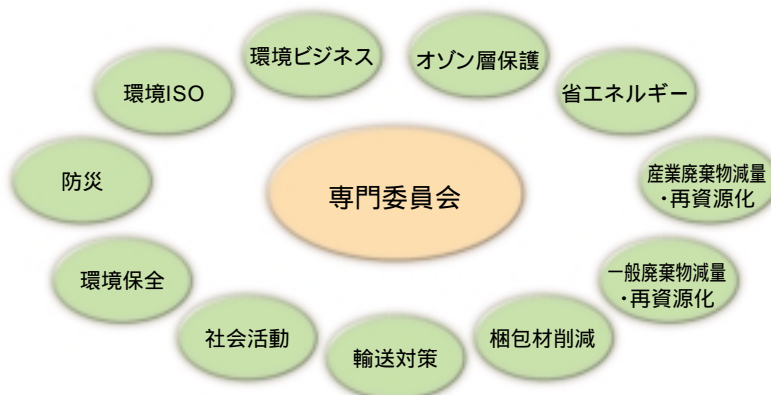 環境ビジネス
オゾン層保護
環境ISO
省エネルギー
防災
専門委員会
産業廃棄物減量
・再資源化
環境保全
一般廃棄物減量
・再資源化
社会活動
輸送対策
梱包材削減